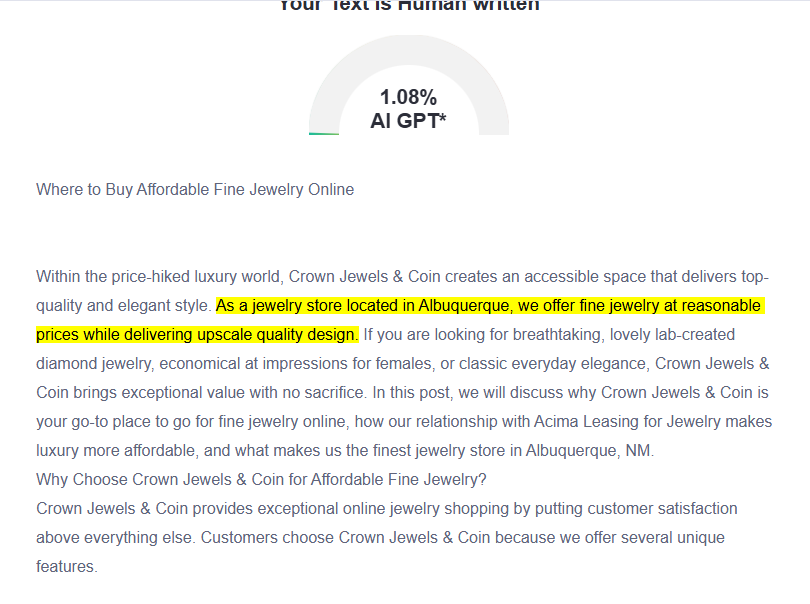 Your Text is Human written
1.08%
AI GPT*
Where to Buy Affordable Fine Jewelry Online
Within the price-hiked luxury world, Crown Jewels & Coin creates an accessible space that delivers top-
quality and elegant style. As a jewelry store located in Albuquerque, we offer fine jewelry at reasonable
prices while delivering upscale quality design. If you are looking for breathtaking, lovely lab-created
diamond jewelry, economical at impressions for females, or classic everyday elegance, Crown Jewels &
Coin brings exceptional value with no sacrifice. In this post, we will discuss why Crown Jewels & Coin is
your go-to place to go for fine jewelry online, how our relationship with Acima Leasing for Jewelry makes
luxury more affordable, and what makes us the finest jewelry store in Albuquerque, NM.
Why Choose Crown Jewels & Coin for Affordable Fine Jewelry?
Crown Jewels & Coin provides exceptional online jewelry shopping by putting customer satisfaction
above everything else. Customers choose Crown Jewels & Coin because we offer several unique
features.